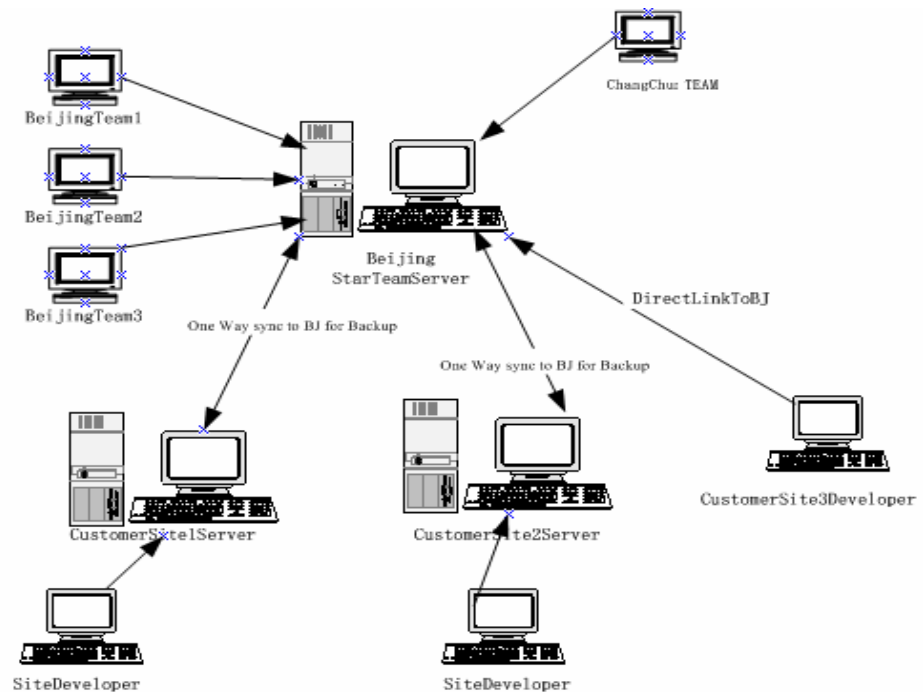 BeijingTeam1
ChangChun TEAM
BeijingTeam2
BeijingTeam3
Beijing
StarTeamServer
DirectLinkToBJ
One Way sync to BJ for Backup
One Way sync to BJ for Backup
CustomerSite1Server
CustomerSite2Server
CustomerSite3Developer
SiteDeveloper
SiteDeveloper